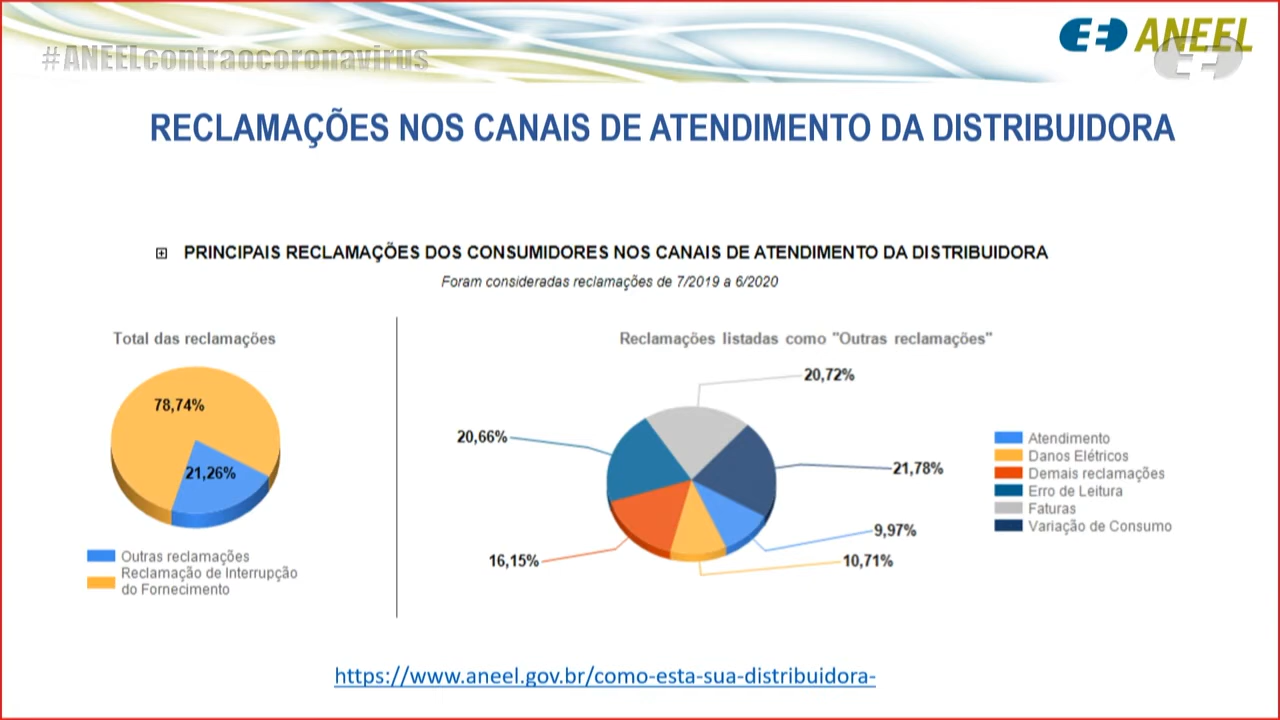 #ANEELcontraocoronavirus
ANEEL
RECLAMAÇÕES NOS CANAIS DE ATENDIMENTO DA DISTRIBUIDORA
PRINCIPAIS RECLAMAÇÕES DOS CONSUMIDORES NOS CANAIS DE ATENDIMENTO DA DISTRIBUIDORA
Foram consideradas reclamações de 7/2019 a 6/2020
Total das reclamações
78,74%
21,26%
Outras reclamações
Reclamação de Interrupção
do Fornecimento
Reclamações listadas como "Outras reclamações"
20,72%
20,66%
21,78%
9,97%
16,15%
10,71%
Atendimento
Danos Elétricos
Demais reclamações
Erro de Leitura
Faturas
Variação de Consumo
https://www.aneel.gov.br/como-esta-sua-distribuidora-